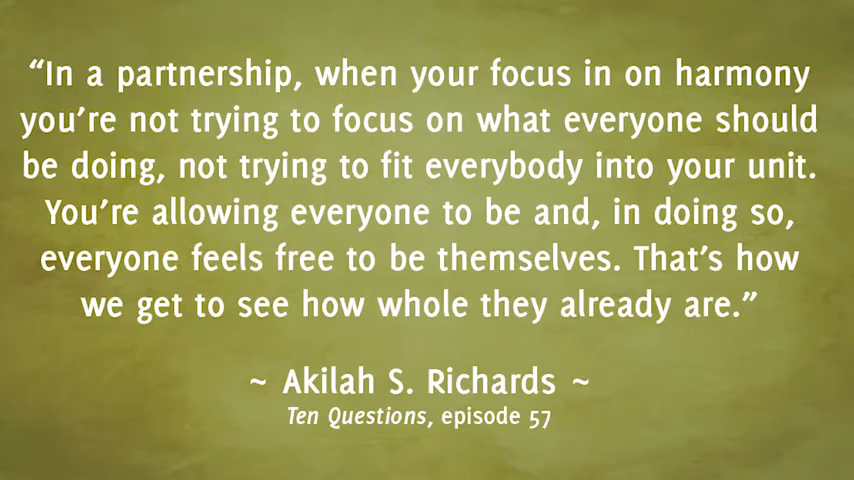 “In a partnership, when your focus in on harmony
you’re not trying to focus on what everyone should
be doing, not trying to fit everybody into your unit.
You’re allowing everyone to be and, in doing so,
everyone feels free to be themselves. That’s how
we get to see how whole they already are.”
~ Akilah S. Richards ~
Ten Questions, episode 57